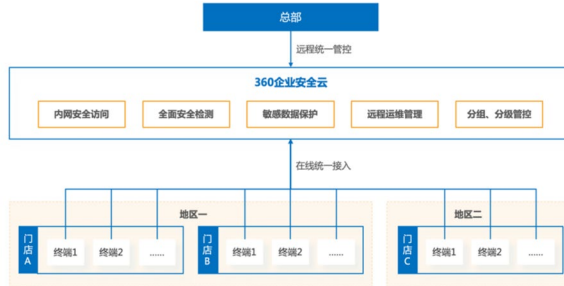 总部
远程统一管控
360企业安全云
内网安全访问 全面安全检测 敏感数据保护 远程运维管理 分组、分级管控
在线统一接入
地区一 地区二
门店A 终端1 终端2 ...... 门店B 终端1 终端2 ...... 门店C 终端1 终端2 ......